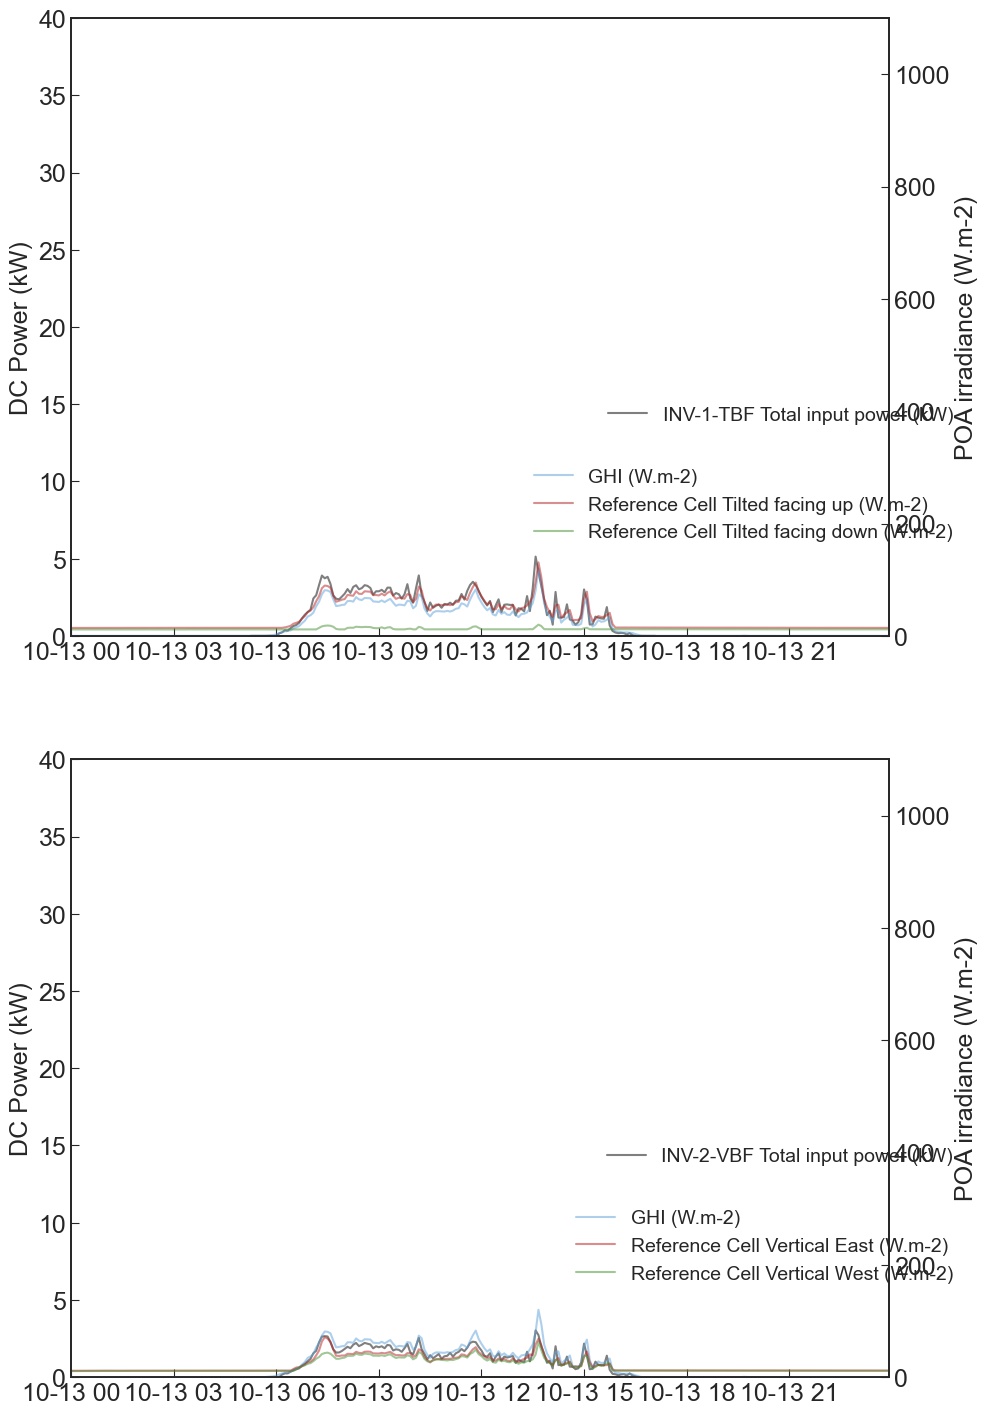 40
35
30
25
20
15
10
5
0
DC Power (kW)
1000
800
600
400
200
0
POA irradiance (W.m-2)
INV-1-TBF Total input power (kW)
GHI (W.m-2)
Reference Cell Tilted facing up (W.m-2)
Reference Cell Tilted facing down (W.m-2)
10-13 00 10-13 03 10-13 06 10-13 09 10-13 12 10-13 15 10-13 18 10-13 21
40
35
30
25
20
15
10
5
0
DC Power (kW)
1000
800
600
400
200
0
POA irradiance (W.m-2)
INV-2-VBF Total input power (kW)
GHI (W.m-2)
Reference Cell Vertical East (W.m-2)
Reference Cell Vertical West (W.m-2)
10-13 00 10-13 03 10-13 06 10-13 09 10-13 12 10-13 15 10-13 18 10-13 21